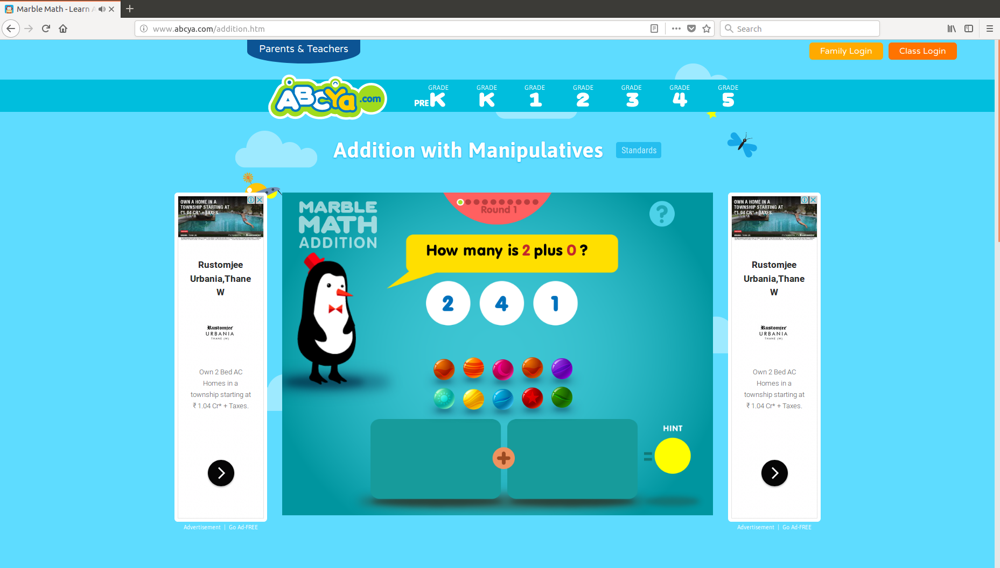 Marble Math - Learn A
www.abcya.com/addition.htm
Search
Parents & Teachers
Family Login
Class Login
ABCYa.com
GRADE
PRE K
GRADE
K
GRADE
1
GRADE
2
GRADE
3
GRADE
4
GRADE
5
Addition with Manipulatives
Standards
OWN A HOME IN A
TOWNSHIP STARTING AT
₹1.04 CR* + TAXES.
Rustomjee
Urbania,Thane
W
Rustomjee
URBANIA
THANE (W)
Own 2 Bed AC
Homes in a
township starting at
₹ 1.04 Cr* + Taxes.
Advertisement | Go Ad-FREE
MARBLE
MATH
ADDITION
Round 1
?
How many is 2 plus 0 ?
2 4 1
HINT
+ =
OWN A HOME IN A
TOWNSHIP STARTING AT
₹1.04 CR* + TAXES.
Rustomjee
Urbania,Thane
W
Rustomjee
URBANIA
THANE (W)
Own 2 Bed AC
Homes in a
township starting at
₹ 1.04 Cr* + Taxes.
Advertisement | Go Ad-FREE